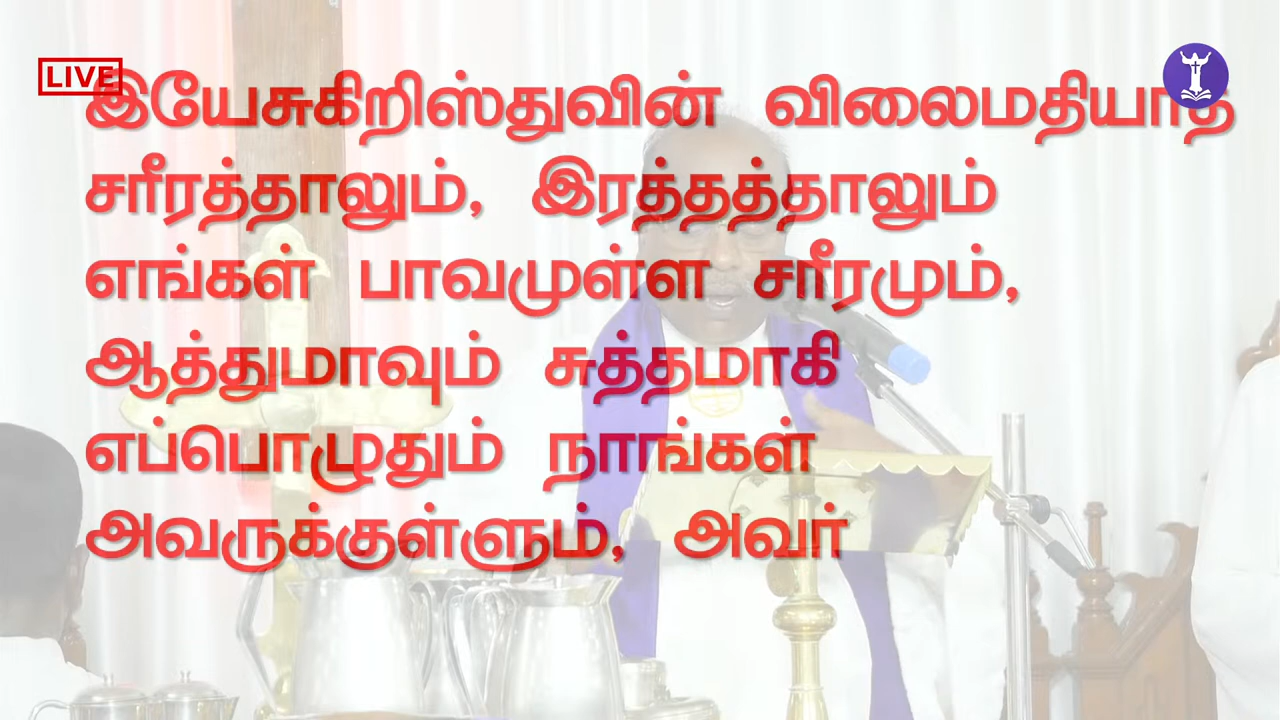 LIVE
இயேசுகிறிஸ்துவின் விலைமதியாத
சரீரத்தாலும், இரத்தத்தாலும்
எங்கள் பாவமுள்ள சரீரமும்,
ஆத்துமாவும் சுத்தமாகி
எப்பொழுதும் நாங்கள்
அவருக்குள்ளும், அவர்